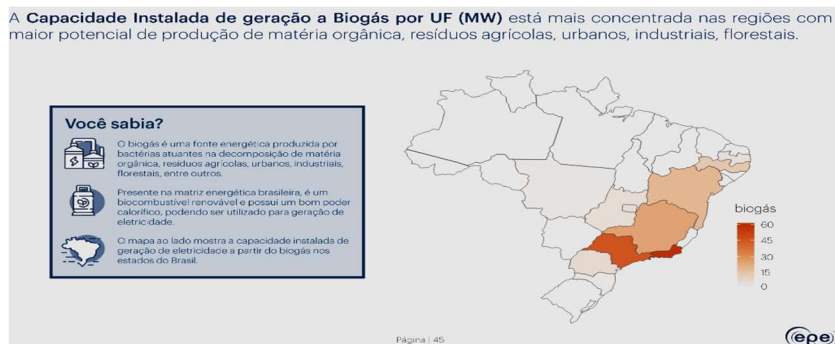 A Capacidade Instalada de geração a Biogás por UF (MW) está mais concentrada nas regiões com
maior potencial de produção de matéria orgânica, resíduos agrícolas, urbanos, industriais, florestais.
Você sabia?
O biogás é uma fonte energética produzida por
bactérias atuantes na decomposição de matéria
orgânica, resíduos agrícolas, urbanos, industriais,
florestais, entre outros.
Presente na matriz energética brasileira, é um
biocombustível renovável e possui um bom poder
calorífico, podendo ser utilizado para geração de
eletricidade.
O mapa ao lado mostra a capacidade instalada de
geração de eletricidade a partir do biogás nos
estados do Brasil.
biogás
60
45
30
15
0
Página | 45
epe